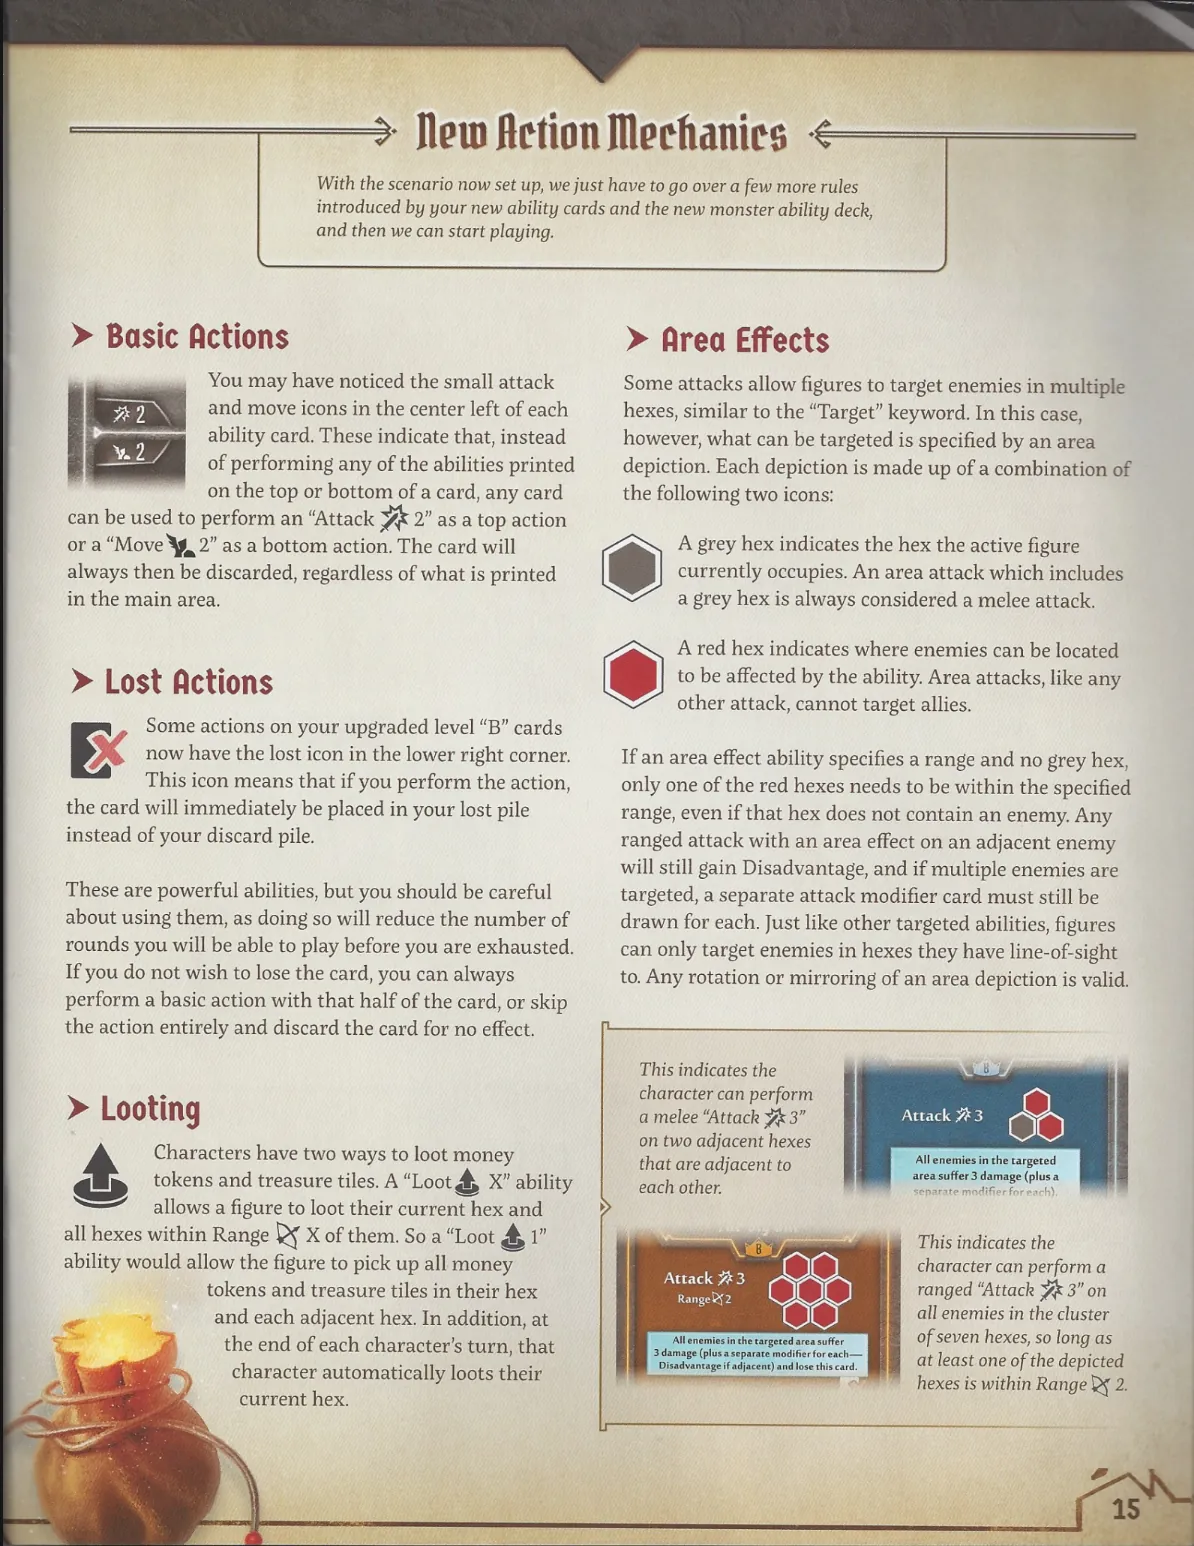 New Action Mechanics
With the scenario now set up, we just have to go over a few more rules
introduced by your new ability cards and the new monster ability deck,
and then we can start playing.
Basic Actions
2
2
You may have noticed the small attack
and move icons in the center left of each
ability card. These indicate that, instead
of performing any of the abilities printed
on the top or bottom of a card, any card
can be used to perform an “Attack 2” as a top action
or a “Move 2” as a bottom action. The card will
always then be discarded, regardless of what is printed
in the main area.
Lost Actions
Some actions on your upgraded level “B” cards
now have the lost icon in the lower right corner.
This icon means that if you perform the action,
the card will immediately be placed in your lost pile
instead of your discard pile.
These are powerful abilities, but you should be careful
about using them, as doing so will reduce the number of
rounds you will be able to play before you are exhausted.
If you do not wish to lose the card, you can always
perform a basic action with that half of the card, or skip
the action entirely and discard the card for no effect.
Looting
Characters have two ways to loot money
tokens and treasure tiles. A “Loot X” ability
allows a figure to loot their current hex and
all hexes within Range X of them. So a “Loot 1”
ability would allow the figure to pick up all money
tokens and treasure tiles in their hex
and each adjacent hex. In addition, at
the end of each character’s turn, that
character automatically loots their
current hex.
Area Effects
Some attacks allow figures to target enemies in multiple
hexes, similar to the “Target” keyword. In this case,
however, what can be targeted is specified by an area
depiction. Each depiction is made up of a combination of
the following two icons:
A grey hex indicates the hex the active figure
currently occupies. An area attack which includes
a grey hex is always considered a melee attack.
A red hex indicates where enemies can be located
to be affected by the ability. Area attacks, like any
other attack, cannot target allies.
If an area effect ability specifies a range and no grey hex,
only one of the red hexes needs to be within the specified
range, even if that hex does not contain an enemy. Any
ranged attack with an area effect on an adjacent enemy
will still gain Disadvantage, and if multiple enemies are
targeted, a separate attack modifier card must still be
drawn for each. Just like other targeted abilities, figures
can only target enemies in hexes they have line-of-sight
to. Any rotation or mirroring of an area depiction is valid.
This indicates the
character can perform
a melee “Attack 3”
on two adjacent hexes
that are adjacent to
each other.
B
Attack 3
All enemies in the targeted
area suffer 3 damage (plus a
separate modifier for each).
B
Attack 3
Range 2
All enemies in the targeted area suffer
3 damage (plus a separate modifier for each—
Disadvantage if adjacent) and lose this card.
This indicates the
character can perform a
ranged “Attack 3” on
all enemies in the cluster
of seven hexes, so long as
at least one of the depicted
hexes is within Range 2.
15